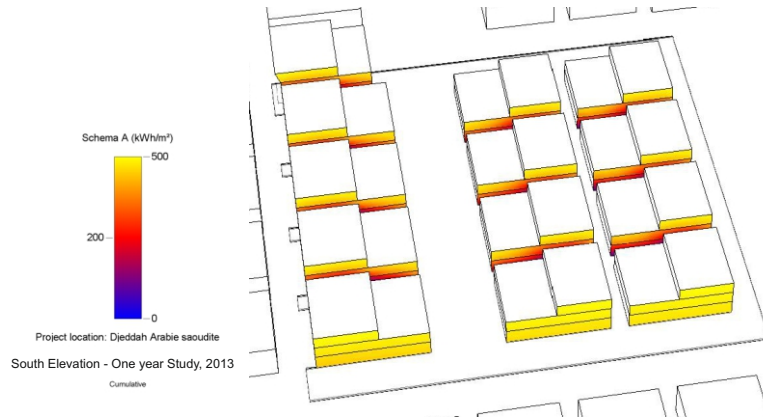 Schema A (kWh/m²)
500
200
0
Project location: Djeddah Arabie saoudite
South Elevation - One year Study, 2013
Cumulative